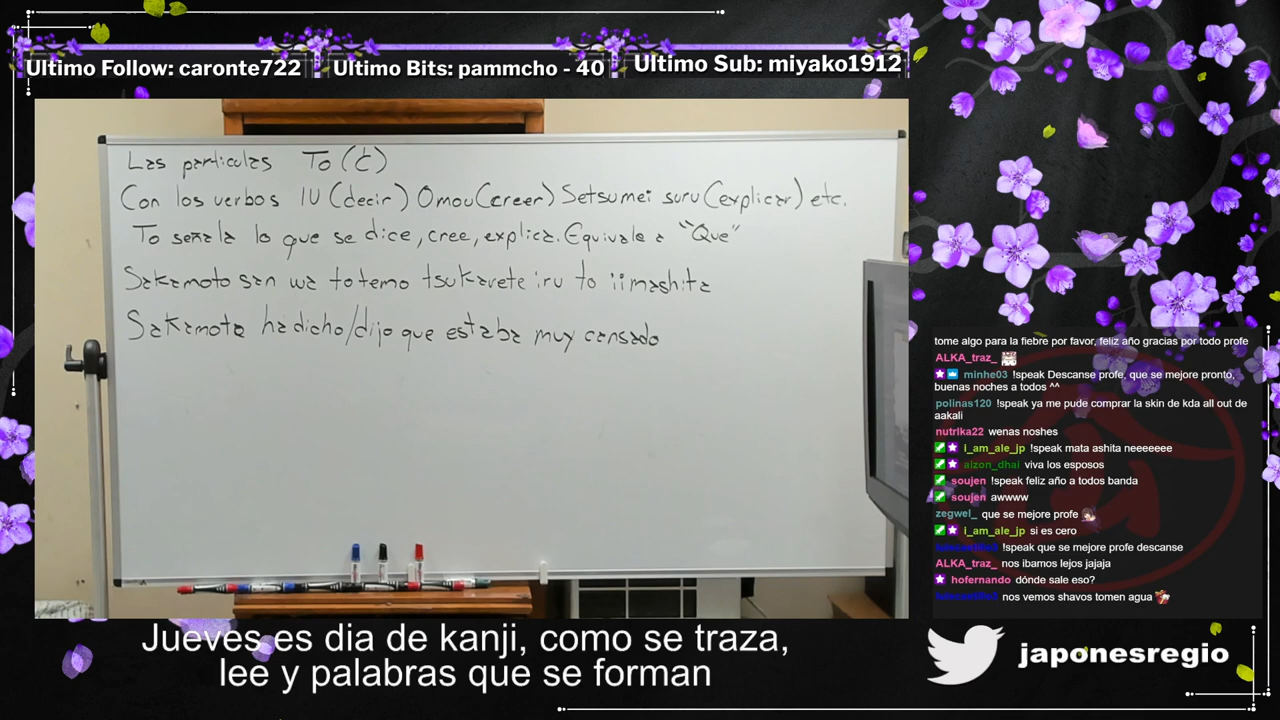 Ultimo Follow: caronte722
Ultimo Bits: pammcho - 40
Ultimo Sub: miyako1912
Las particulas To (と)
Con los verbos IU (decir) Omou (creer) Setsumei suru (explicar) etc.
To señala lo que se dice, cree, explica. Equivale a "Que"
Sakamoto san wa totemo tsukarete iru to iimashita
Sakamoto ha dicho/dijo que estaba muy cansado
tome algo para la fiebre por favor, feliz año gracias por todo profe
ALKA_traz_
minhe03 !speak Descanse profe, que se mejore pronto,
buenas noches a todos ^^
polinas120 !speak ya me pude comprar la skin de kda all out de
aakali
nutrika22 wenas noshes
i_am_ale_jp !speak mata ashita neeeeeee
aizon_dhai viva los esposos
soujen !speak feliz año a todos banda
soujen awwww
zegwel_ que se mejore profe
i_am_ale_jp si es cero
!speak que se mejore profe descanse
ALKA_traz_ nos ibamos lejos jajaja
hofernando dónde sale eso?
nos vemos shavos tomen agua
Jueves es dia de kanji, como se traza,
lee y palabras que se forman
japonesregio